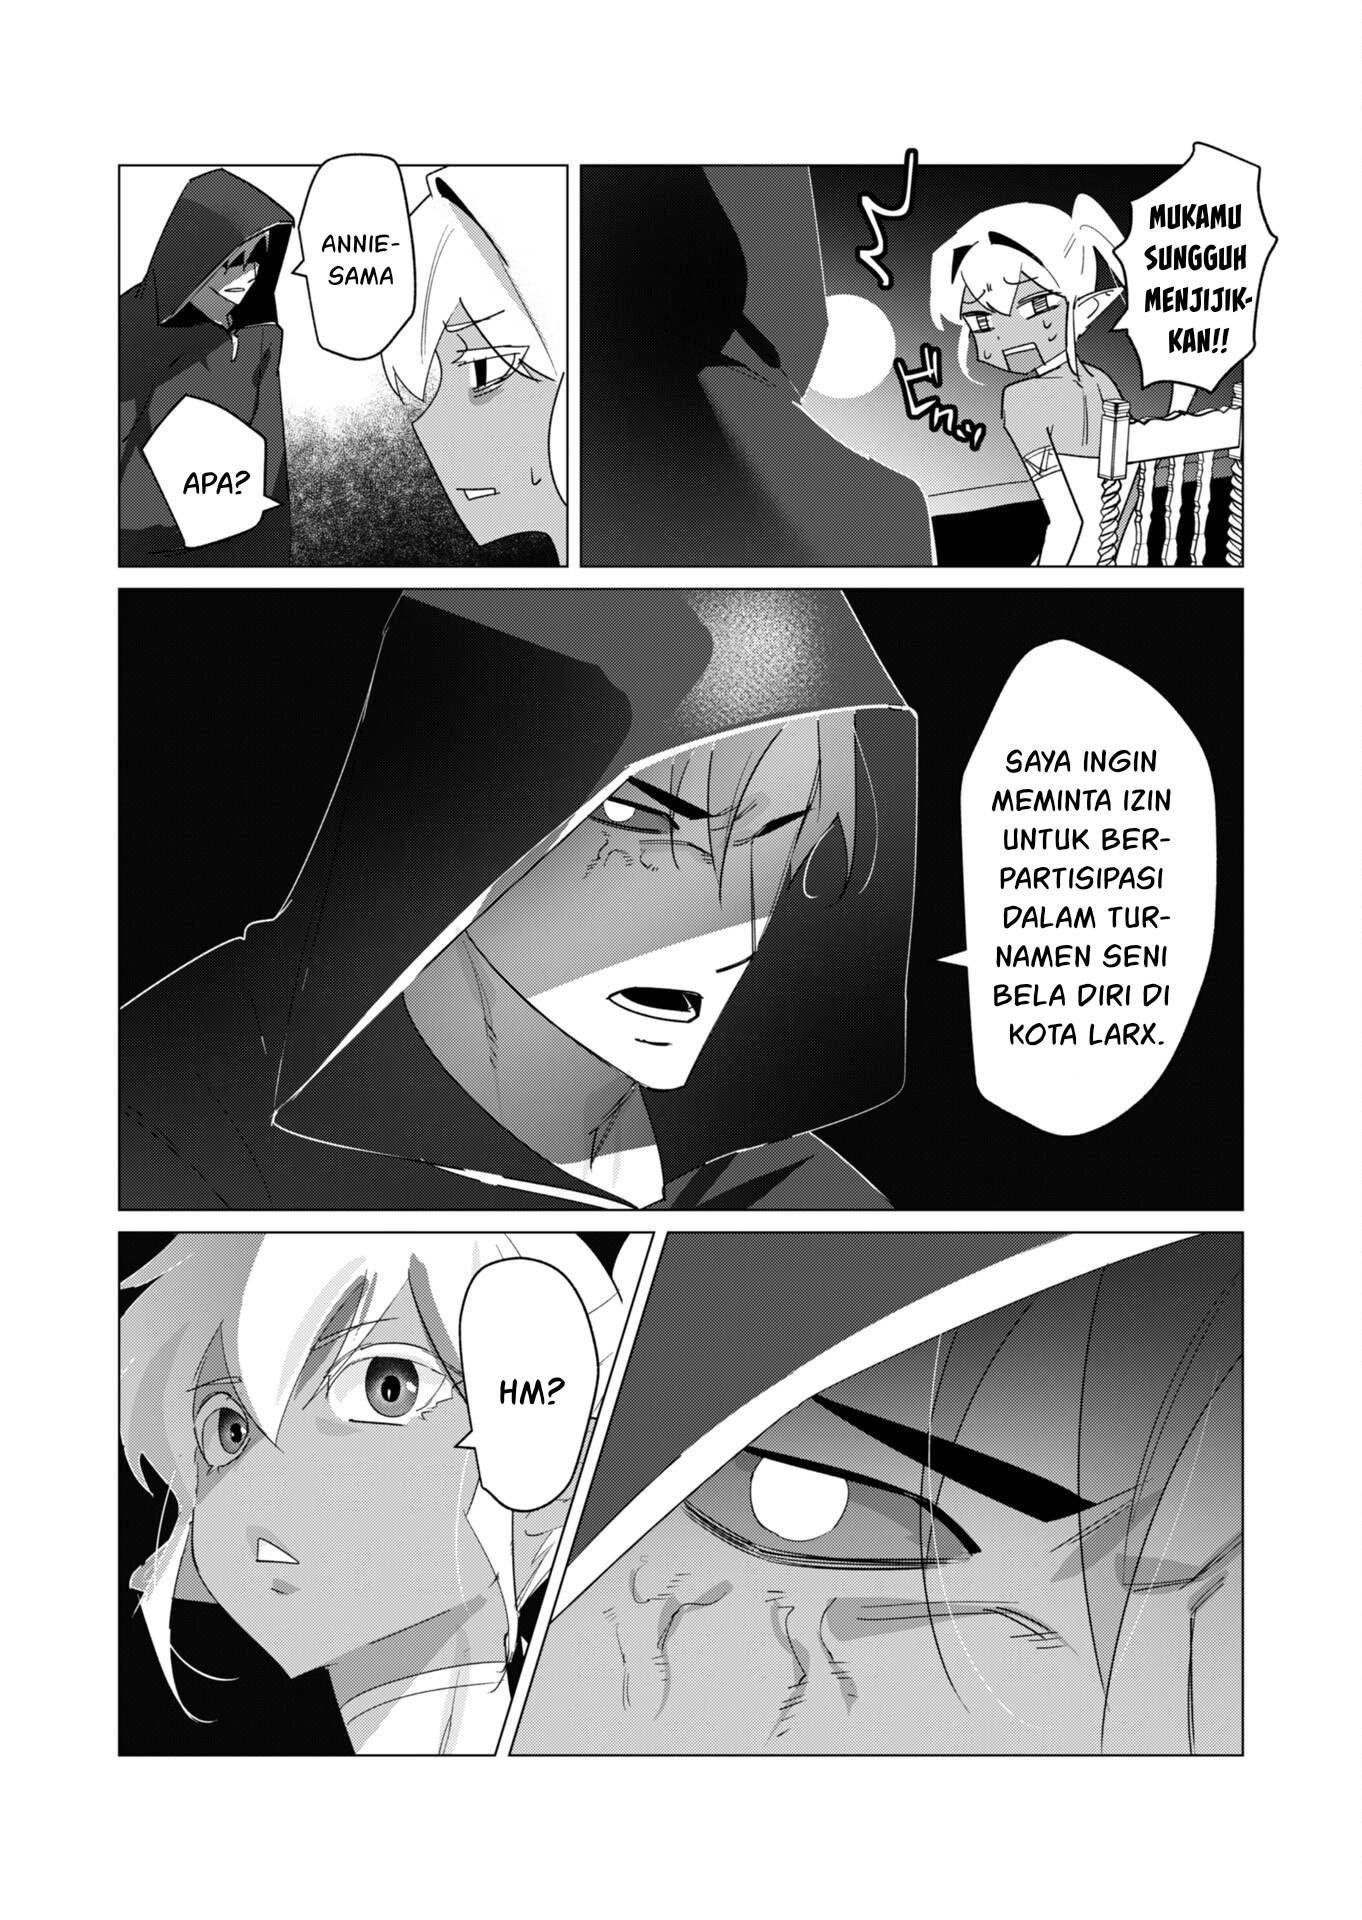 MUKAMU
SUNGGUH
MENJIJIK-
KAN!!
ANNIE-
SAMA
APA?
SAYA INGIN
MEMINTA IZIN
UNTUK BER-
PARTISIPASI
DALAM TUR-
NAMEN SENI
BELA DIRI DI
KOTA LARX.
HM?